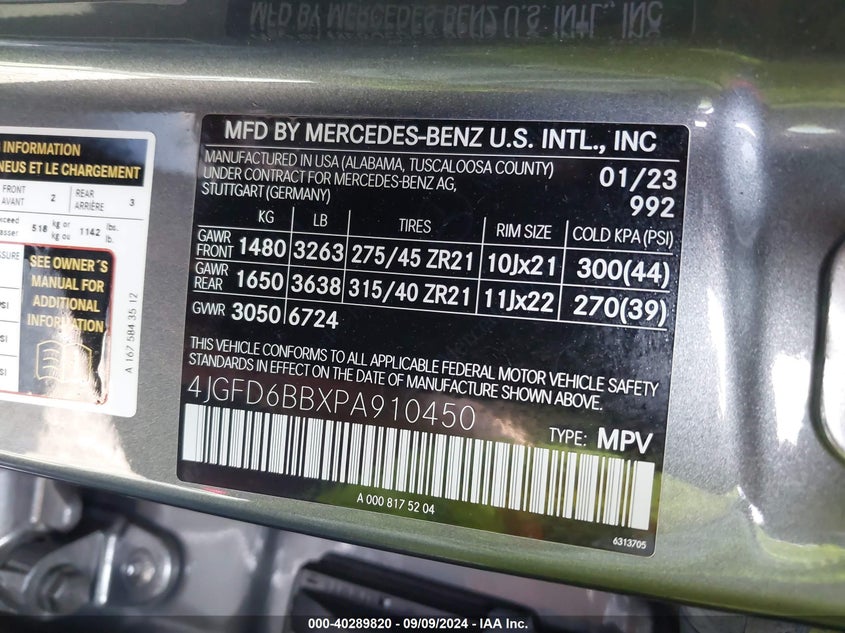 MFD BY MERCEDES-BENZ U.S. INTL., INC
INFORMATION
NEUS ET LE CHARGEMENT
FRONT
AVANT
2
REAR
ARRIÈRE
3
518 kg or
kg ou
1142 lbs.
lb.
SEE OWNER'S
MANUAL FOR
ADDITIONAL
INFORMATION
A 167 584 35 12
MFD BY MERCEDES-BENZ U.S. INTL., INC
MANUFACTURED IN USA (ALABAMA, TUSCALOOSA COUNTY)
UNDER CONTRACT FOR MERCEDES-BENZ AG,
STUTTGART (GERMANY)
01/23
992
KG LB TIRES RIM SIZE COLD KPA (PSI)
GAWR
FRONT 1480 3263 275/45 ZR21 10Jx21 300(44)
GAWR
REAR 1650 3638 315/40 ZR21 11Jx22 270(39)
GVWR 3050 6724
THIS VEHICLE CONFORMS TO ALL APPLICABLE FEDERAL MOTOR VEHICLE SAFETY
STANDARDS IN EFFECT ON THE DATE OF MANUFACTURE SHOWN ABOVE.
4JGFD6BBXPA910450
TYPE: MPV
A 000 817 52 04
6313705
000-40289820 - 09/09/2024 - IAA Inc.